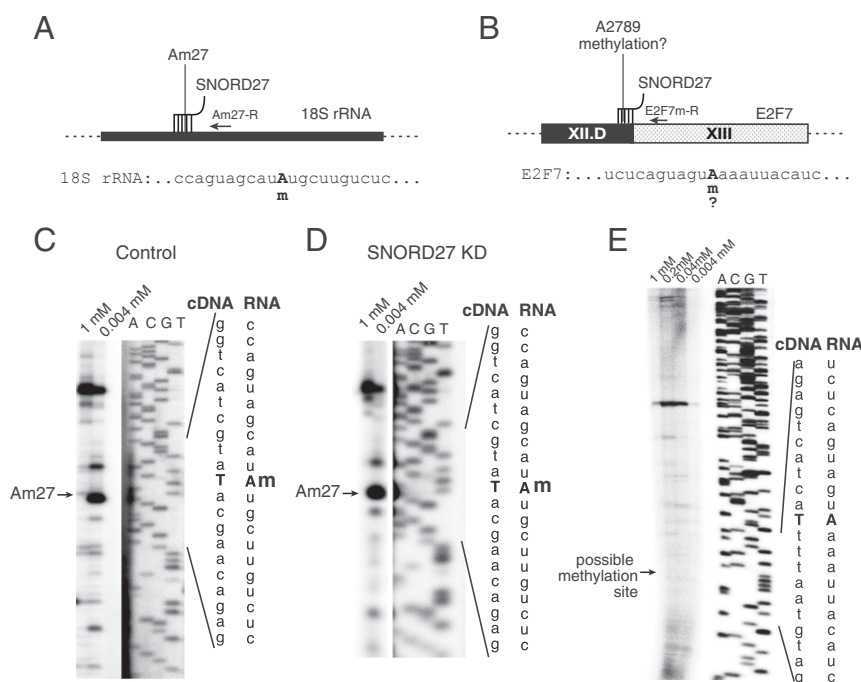 A
Am27
SNORD27
Am27-R
18S rRNA
18S rRNA:..ccaguagcauAugcuugucuc...
m
B
A2789
methylation?
SNORD27
E2F7m-R
E2F7
XII.D
XIII
E2F7:...ucucaguaguAaaauuacauc...
m
?
C
Control
1 mM
0.004 mM
A C G T
cDNA RNA
g c
g c
t a
c g
a u
t a
c g
g c
t a
a u
T Am
a u
c g
g c
a u
a u
c g
a u
g c
a u
g c
Am27
D
SNORD27 KD
1 mM
0.004 mM
A C G T
cDNA RNA
g c
g c
t a
c g
a u
t a
c g
g c
t a
a u
T Am
a u
c g
g c
a u
a u
c g
a u
g c
a u
g c
Am27
E
1 mM
0.2mM
0.04mM
0.004 mM
A C G T
cDNA RNA
a u
g c
a u
g c
t a
c g
a u
t a
c g
a u
T A
t a
t a
t a
a u
a u
t a
g c
t a
a u
g c
possible
methylation
site